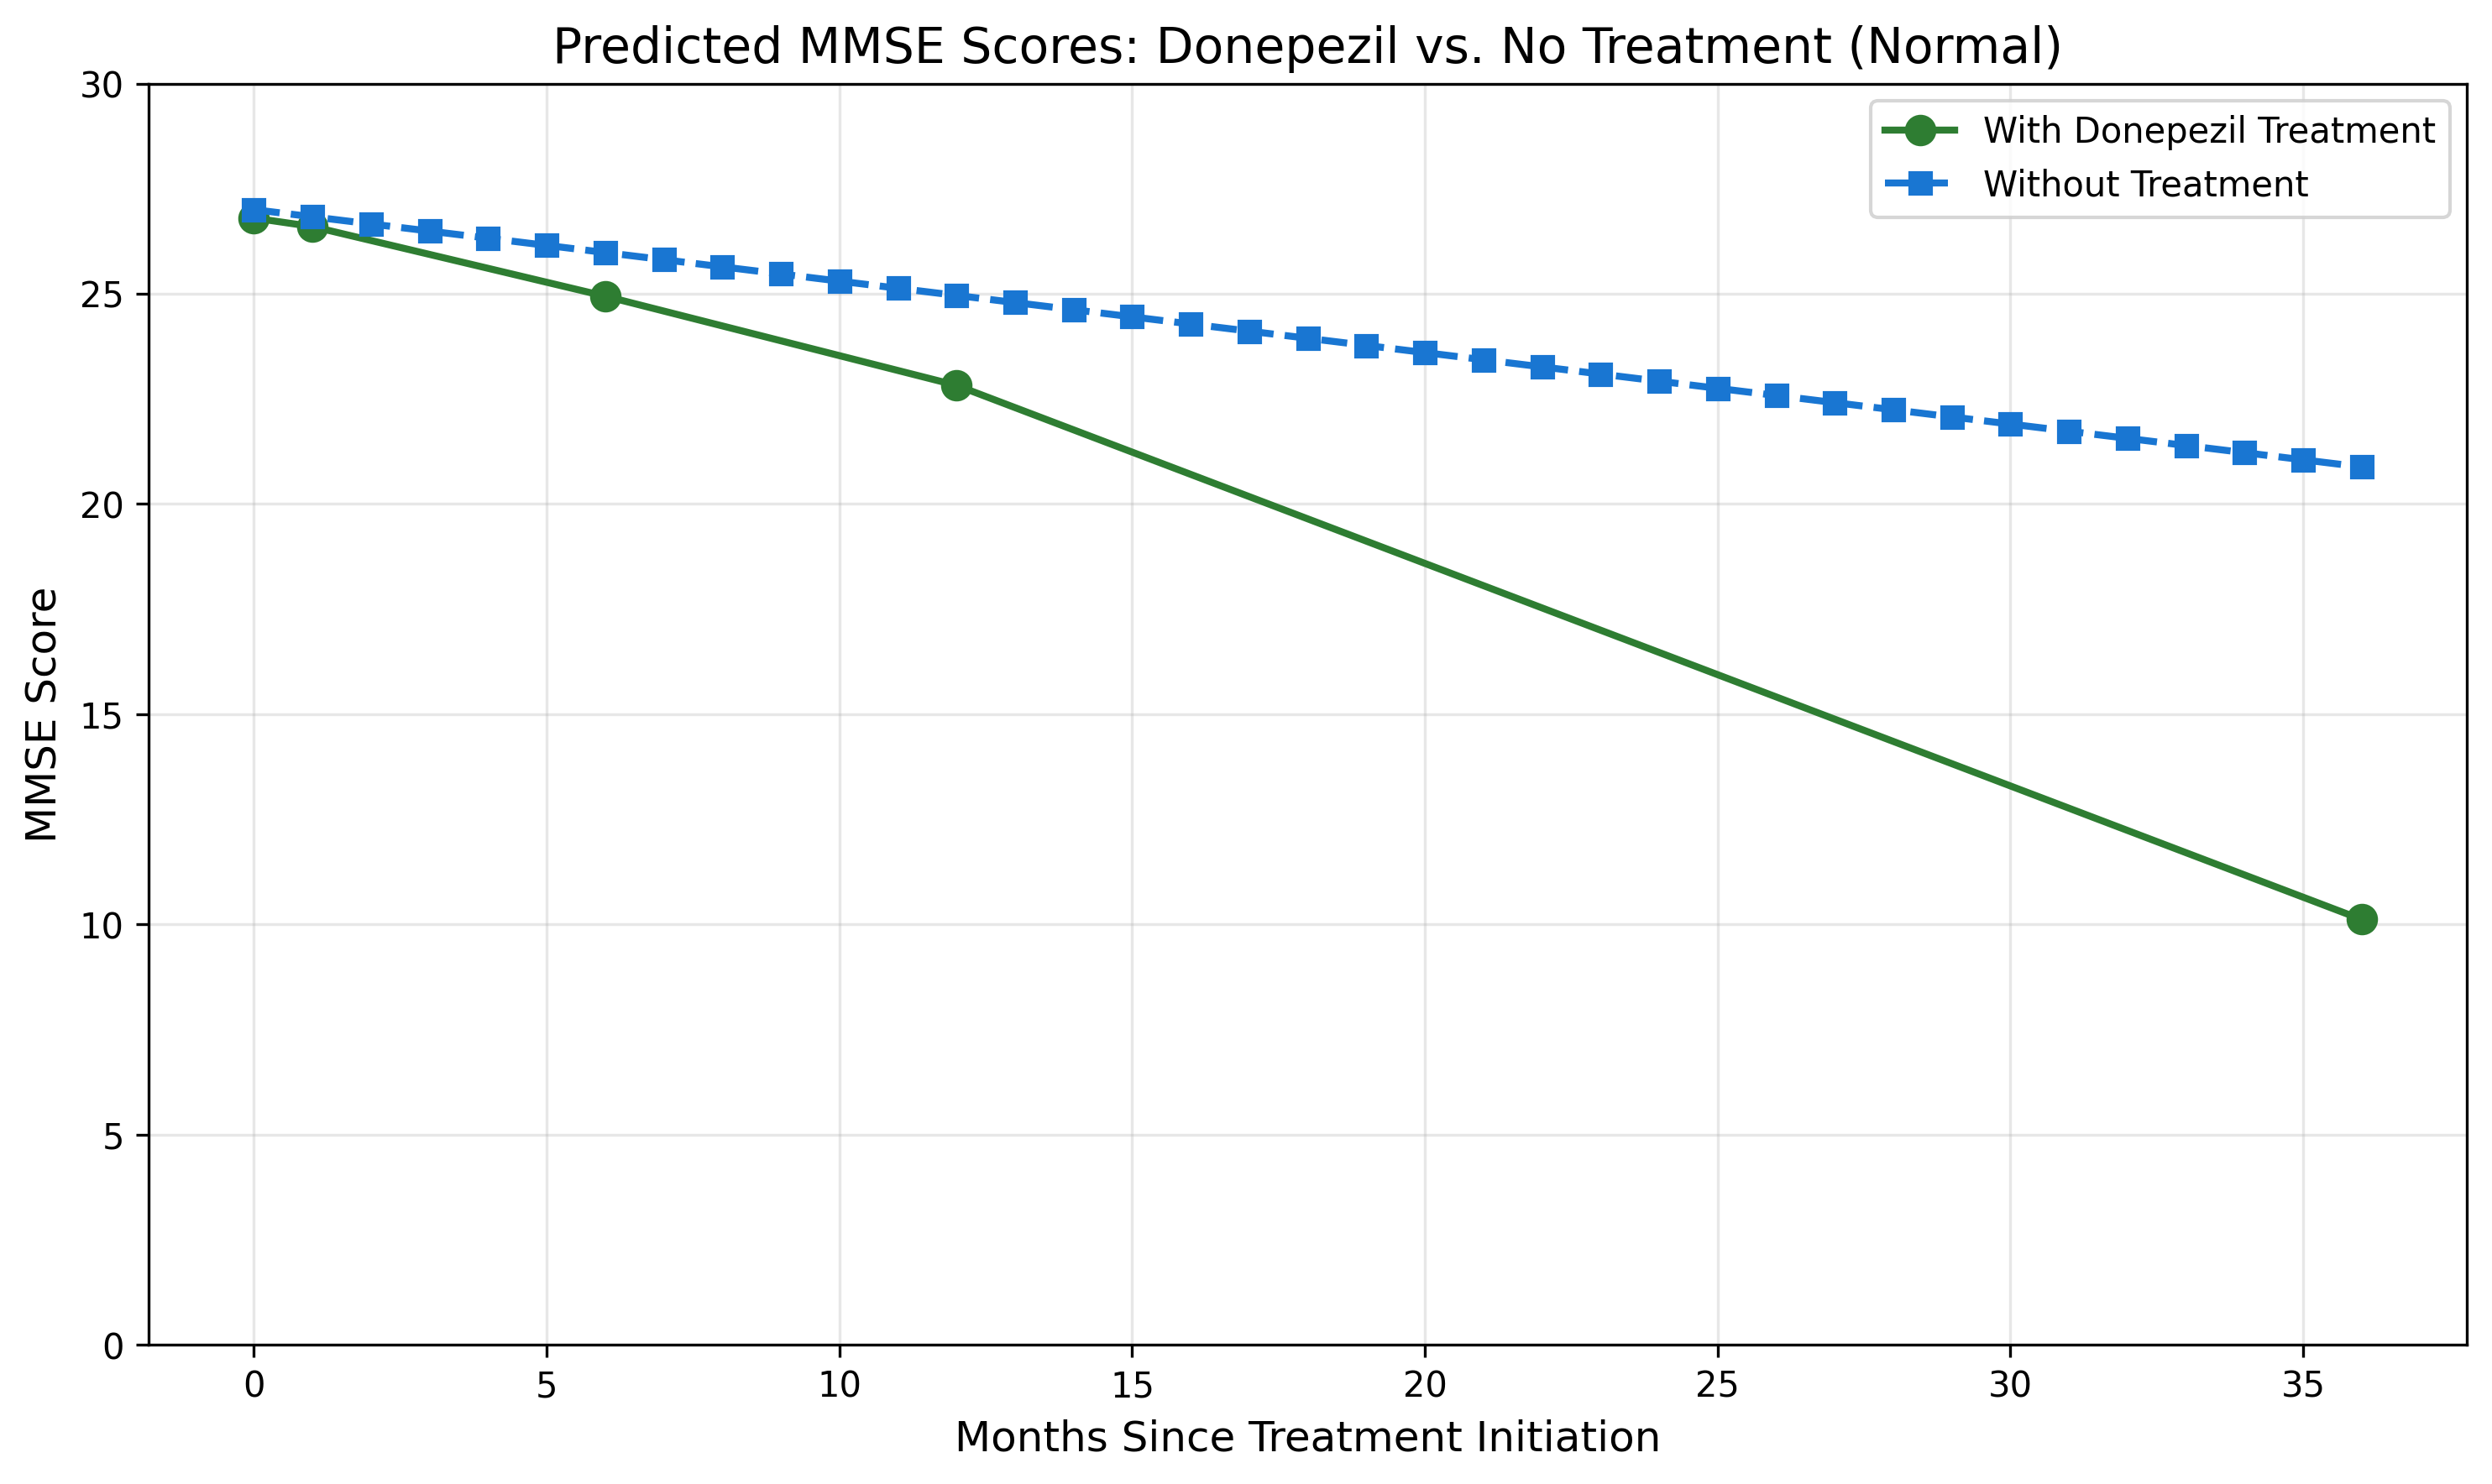 Predicted MMSE Scores: Donepezil vs. No Treatment (Normal)
With Donepezil Treatment
Without Treatment
MMSE Score
30
25
20
15
10
5
0
0 5 10 15 20 25 30 35
Months Since Treatment Initiation